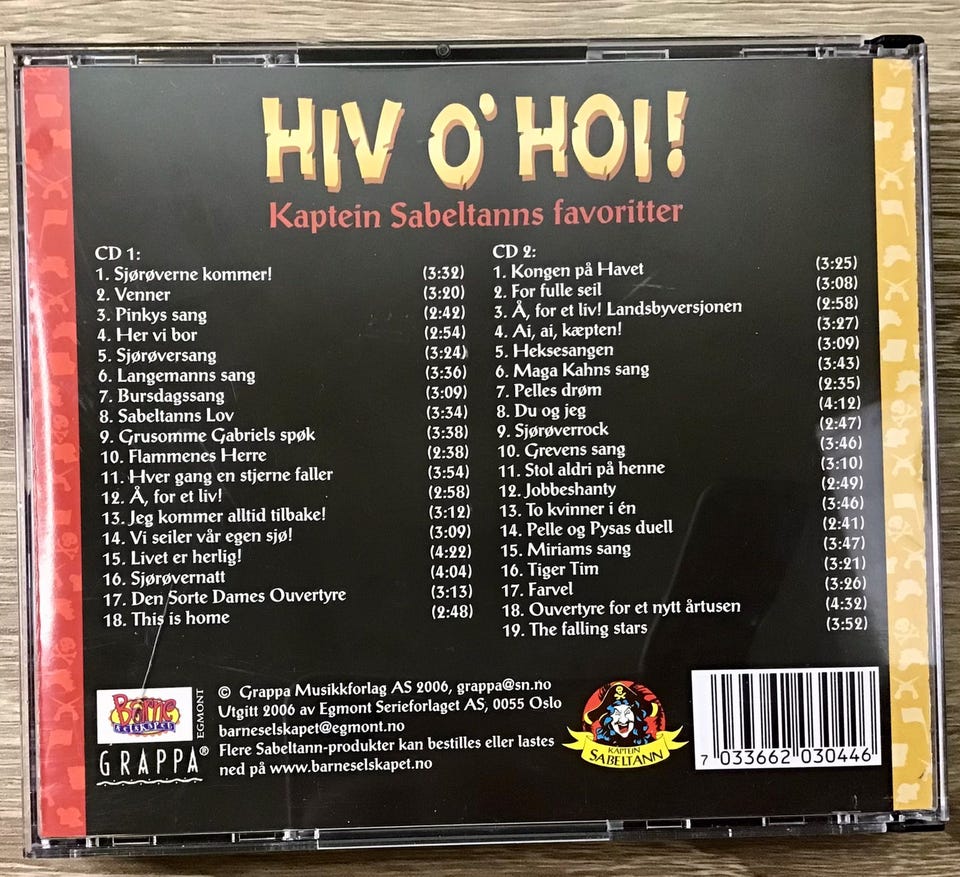 HIV O' HOI!
Kaptein Sabeltanns favoritter
CD 1:
1. Sjørøverne kommer! (3:32)
2. Venner (3:20)
3. Pinkys sang (2:42)
4. Her vi bor (2:54)
5. Sjørøversang (3:24)
6. Langemanns sang (3:36)
7. Bursdagssang (3:09)
8. Sabeltanns Lov (3:34)
9. Grusomme Gabriels spøk (3:38)
10. Flammenes Herre (2:38)
11. Hver gang en stjerne faller (3:54)
12. Å, for et liv! (2:58)
13. Jeg kommer alltid tilbake! (3:12)
14. Vi seiler vår egen sjø! (3:09)
15. Livet er herlig! (4:22)
16. Sjørøvernatt (4:04)
17. Den Sorte Dames Ouvertyre (3:13)
18. This is home (2:48)
CD 2:
1. Kongen på Havet (3:25)
2. For fulle seil (3:08)
3. Å, for et liv! Landsbyversjonen (2:58)
4. Ai, ai, kæpten! (3:27)
5. Heksesangen (3:09)
6. Maga Kahns sang (3:43)
7. Pelles drøm (2:35)
8. Du og jeg (4:12)
9. Sjørøverrock (2:47)
10. Grevens sang (3:46)
11. Stol aldri på henne (3:10)
12. Jobbeshanty (2:49)
13. To kvinner i én (3:46)
14. Pelle og Pysas duell (2:41)
15. Miriams sang (3:47)
16. Tiger Tim (3:21)
17. Farvel (3:26)
18. Ouvertyre for et nytt årtusen (4:32)
19. The falling stars (3:52)
Barne selskapet
EGMONT
GRAPPA®
© Grappa Musikkforlag AS 2006, grappa@sn.no
Utgitt 2006 av Egmont Serieforlaget AS, 0055 Oslo
barneselskapet@egmont.no
Flere Sabeltann-produkter kan bestilles eller lastes
ned på www.barneselskapet.no
KAPTEIN
SABELTANN
7 033662 030446